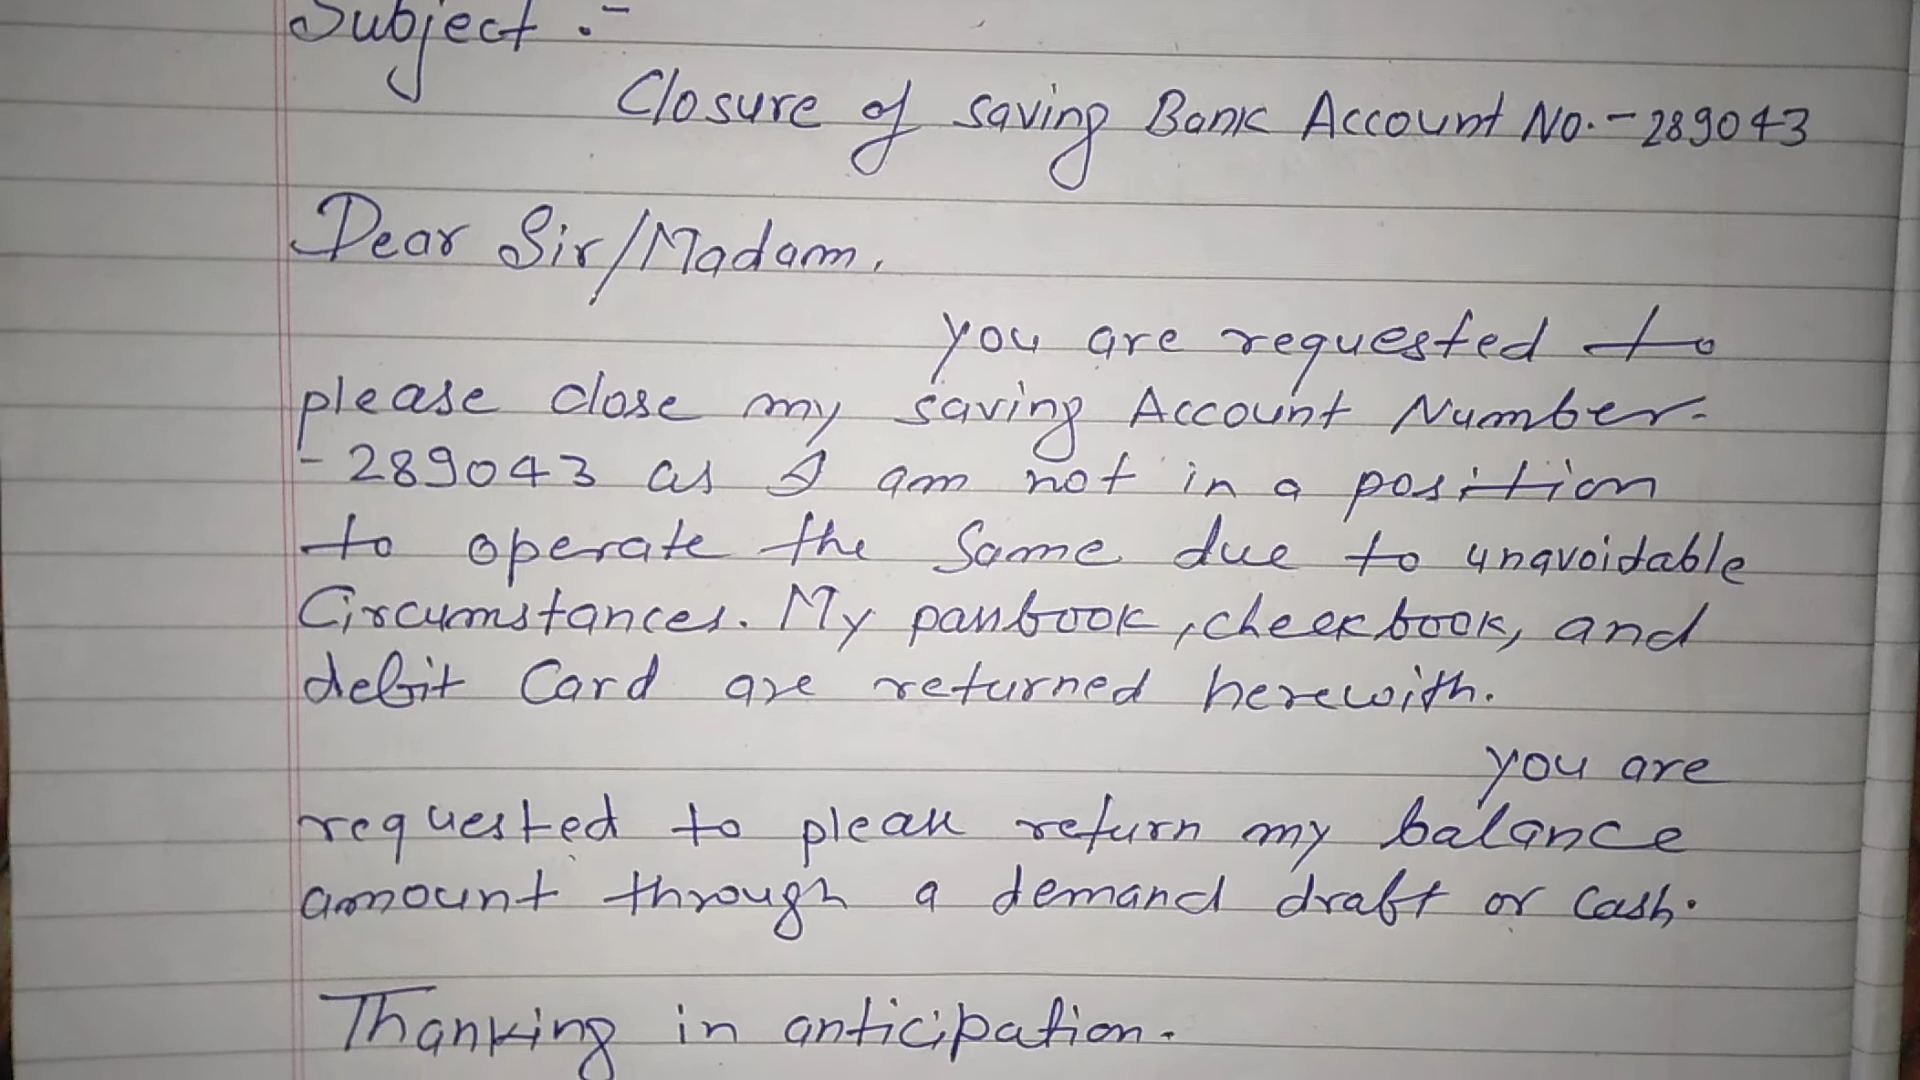 Subject :-
Closure of saving Bank Account No.- 289043
Dear Sir/Madam,
you are requested to
please close my saving Account Number-
- 289043 as I am not in a position
to operate the Same due to unavoidable
Circumstances. My passbook, cheekbook, and
debit Card are returned herewith.
you are
requested to please return my balance
amount through a demand draft or Cash.
Thanking in anticipation.